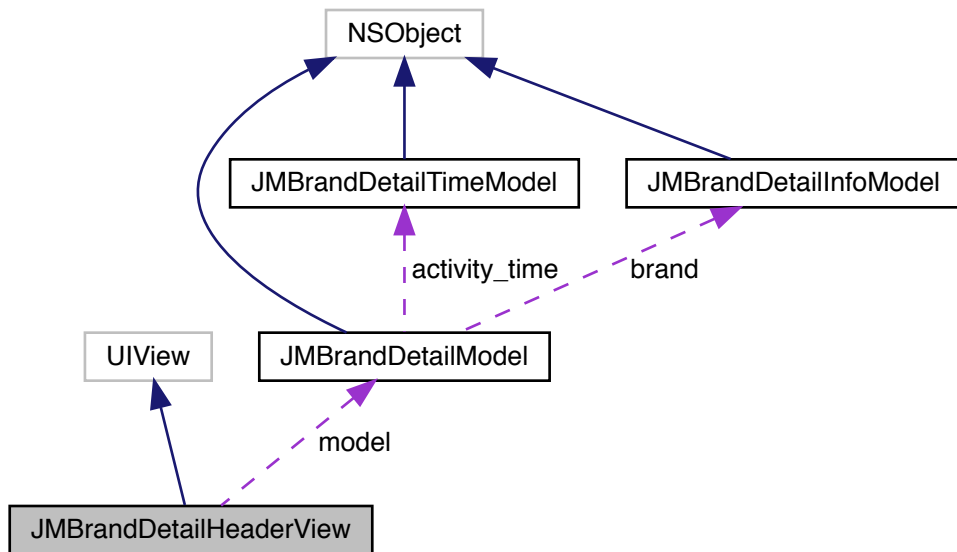 NSObject
JMBrandDetailTimeModel
JMBrandDetailInfoModel
activity_time
brand
UIView
JMBrandDetailModel
model
JMBrandDetailHeaderView